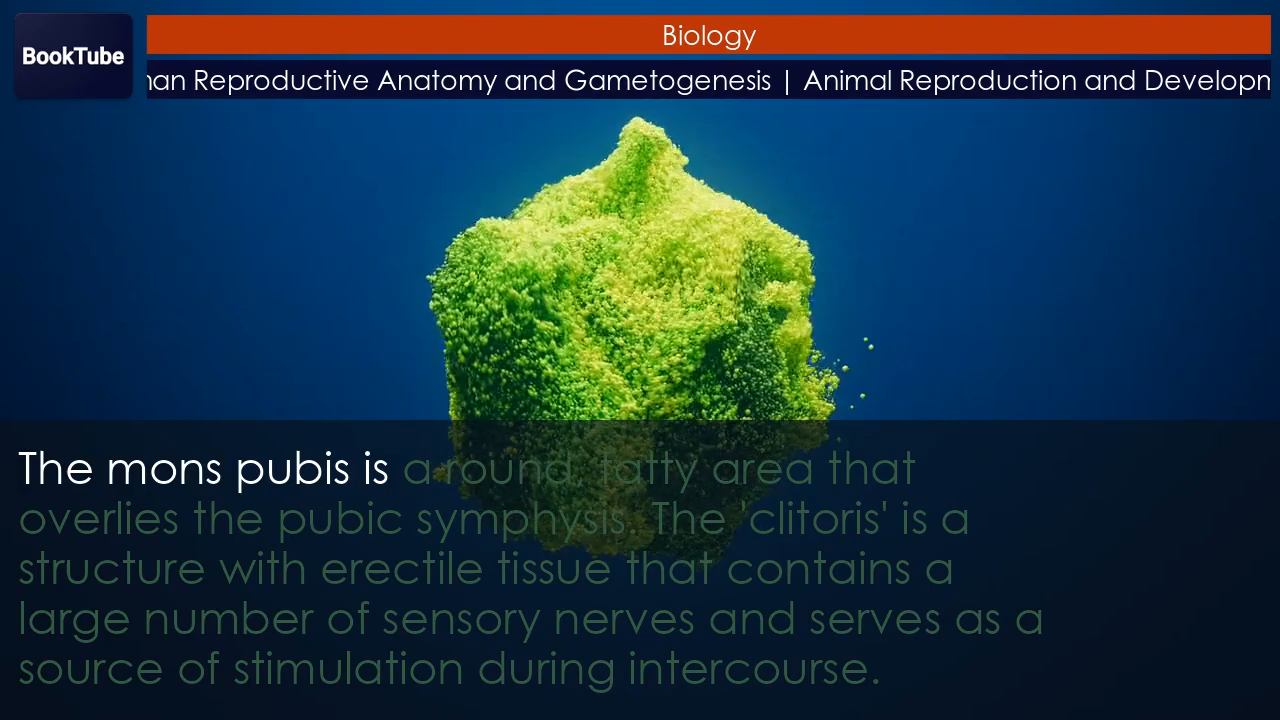 BookTube
Biology
Reproductive Anatomy and Gametogenesis | Animal Reproduction and
The mons pubis is a round, fatty area that
overlies the pubic symphysis. The 'clitoris' is a
structure with erectile tissue that contains a
large number of sensory nerves and serves as a
source of stimulation during intercourse.